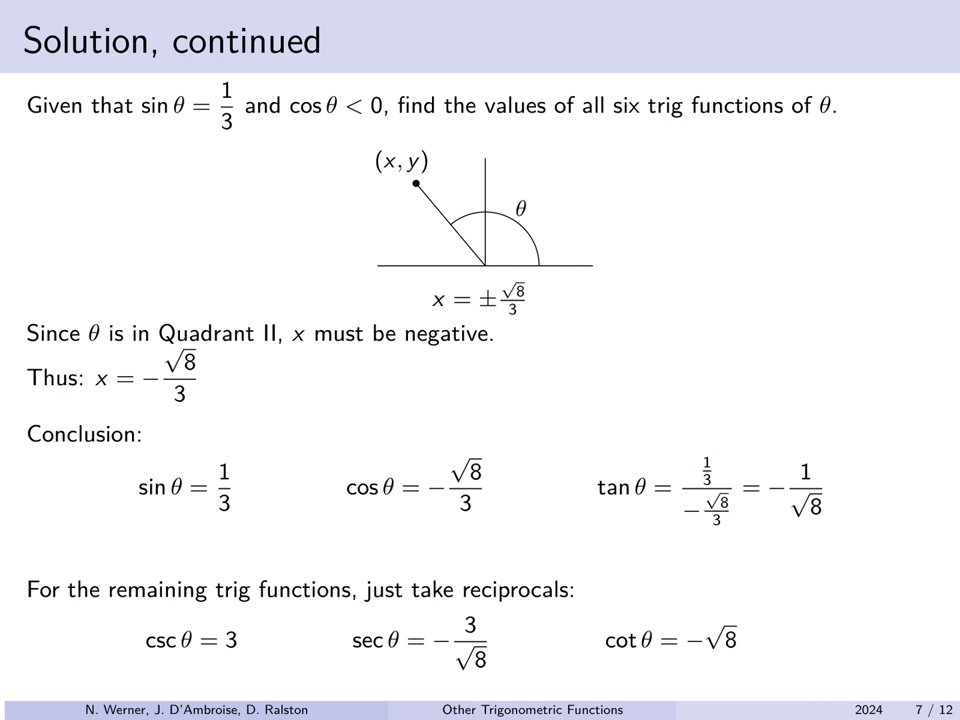 Solution, continued
Given that sin θ = 1/3 and cos θ < 0, find the values of all six trig functions of θ.
(x, y)
θ
x = ±√8/3
Since θ is in Quadrant II, x must be negative.
Thus: x = −√8/3
Conclusion:
sin θ = 1/3 cos θ = −√8/3 tan θ = (1/3)/(−√8/3) = −1/√8
For the remaining trig functions, just take reciprocals:
csc θ = 3 sec θ = −3/√8 cot θ = −√8
N. Werner, J. D'Ambroise, D. Ralston Other Trigonometric Functions 2024 7 / 12